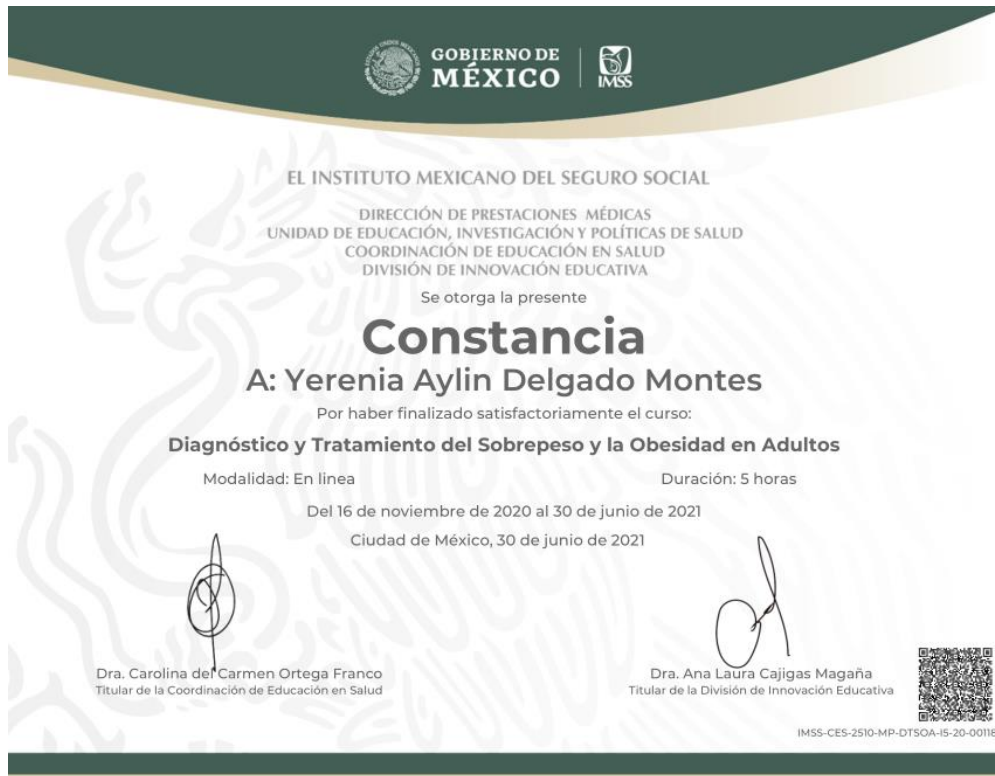 GOBIERNO DE
MÉXICO
IMSS
EL INSTITUTO MEXICANO DEL SEGURO SOCIAL
DIRECCIÓN DE PRESTACIONES MÉDICAS
UNIDAD DE EDUCACIÓN, INVESTIGACIÓN Y POLÍTICAS DE SALUD
COORDINACIÓN DE EDUCACIÓN EN SALUD
DIVISIÓN DE INNOVACIÓN EDUCATIVA
Se otorga la presente
Constancia
A: Yerenia Aylin Delgado Montes
Por haber finalizado satisfactoriamente el curso:
Diagnóstico y Tratamiento del Sobrepeso y la Obesidad en Adultos
Modalidad: En linea
Duración: 5 horas
Del 16 de noviembre de 2020 al 30 de junio de 2021
Ciudad de México, 30 de junio de 2021
Dra. Carolina del Carmen Ortega Franco
Titular de la Coordinación de Educación en Salud
Dra. Ana Laura Cajigas Magaña
Titular de la División de Innovación Educativa
IMSS-CES-2510-MP-DTSOA-I5-20-00118